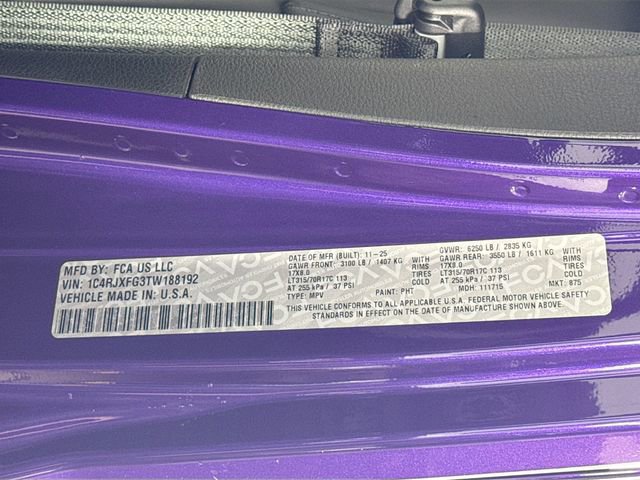 MFD BY: FCA US LLC
VIN: 1C4RJXFG3TW188192
VEHICLE MADE IN U.S.A.
DATE OF MFR (BUILT): 11-25 GVWR: 6250 LB / 2835 KG
GAWR FRONT: 3100 LB / 1407 KG WITH GAWR REAR: 3550 LB / 1611 KG WITH
17X8.0 RIMS 17X8.0 RIMS
LT315/70R17C 113 TIRES LT315/70R17C 113 TIRES
AT 255 kPa / 37 PSI COLD AT 255 kPa / 37 PSI COLD
TYPE: MPV PAINT: PHT MDH: 111715 MKT: 875
THIS VEHICLE CONFORMS TO ALL APPLICABLE U.S.A. FEDERAL MOTOR VEHICLE SAFETY
STANDARDS IN EFFECT ON THE DATE OF MANUFACTURE SHOWN ABOVE.